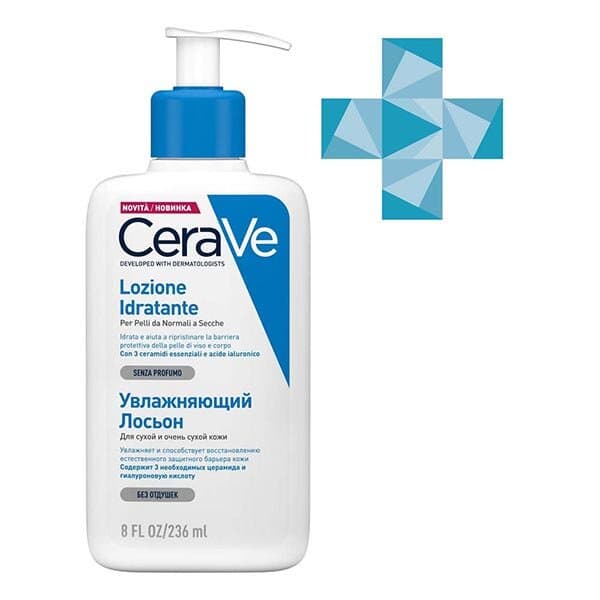 NOVITÀ / НОВИНКА
CeraVe
DEVELOPED WITH DERMATOLOGISTS
Lozione
Idratante
Per Pelli da Normali a Secche
Idrata e aiuta a ripristinare la barriera
protettiva della pelle di viso e corpo
Con 3 ceramidi essenziali e acido ialuronico
SENZA PROFUMO
Увлажняющий
Лосьон
Для сухой и очень сухой кожи
Увлажняет и способствует восстановлению
естественного защитного барьера кожи
Содержит 3 необходимых церамида и
гиалуроновую кислоту
БЕЗ ОТДУШЕК
8 FL OZ/236 ml